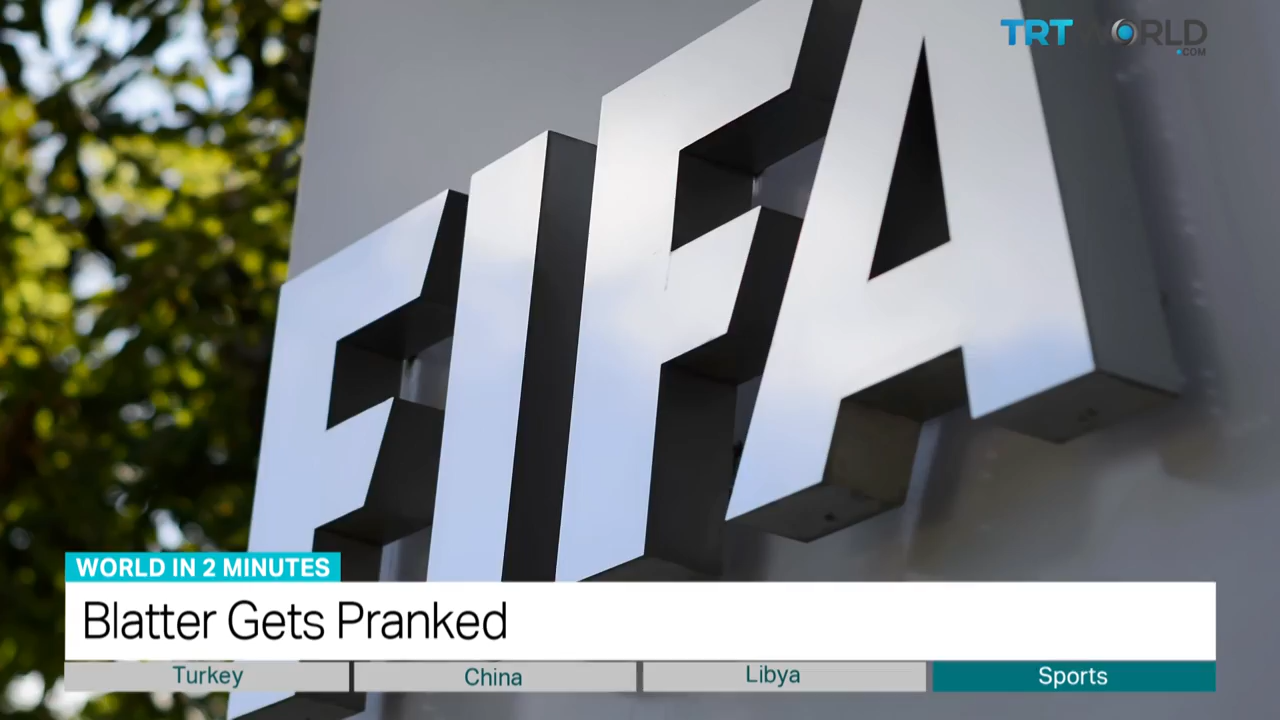 TRT WORLD
.COM
FIFA
WORLD IN 2 MINUTES
Blatter Gets Pranked
Turkey
China
Libya
Sports